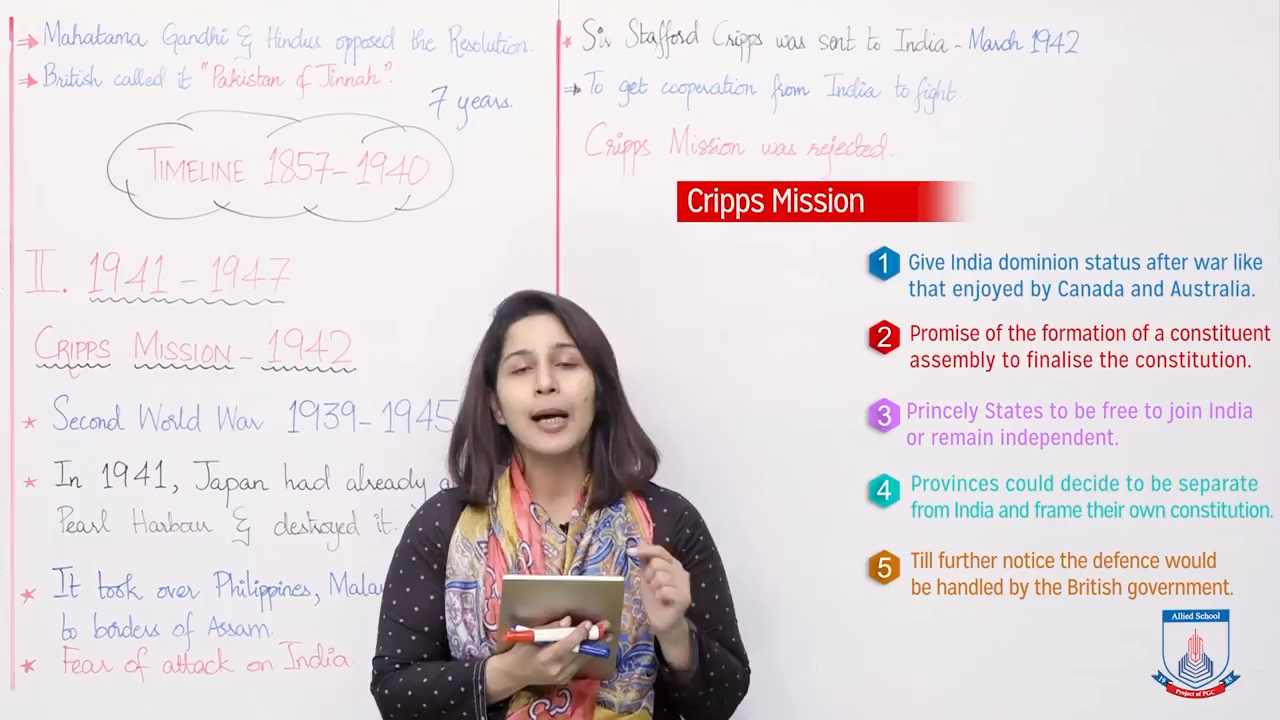 ⇒ Mahatama Gandhi & Hindus opposed the Resolution.
⇒ British called it "Pakistan of Jinnah".
7 years.
TIMELINE 1857-1940
II. 1941-1947
CRIPPS MISSION - 1942
* Second World War 1939-1945
* In 1941, Japan had already
Pearl Harbour & destroyed it.
* It took over Philippines,
to borders of Assam.
* Fear of attack on India.
* Sir Stafford Cripps was sent to India - March 1942
⇒ To get cooperation from India to fight.
Cripps Mission was rejected.
Cripps Mission
1 Give India dominion status after war like
that enjoyed by Canada and Australia.
2 Promise of the formation of a constituent
assembly to finalise the constitution.
3 Princely States to be free to join India
or remain independent.
4 Provinces could decide to be separate
from India and frame their own constitution.
5 Till further notice the defence would
be handled by the British government.
Allied School
19 85
Project of PGC